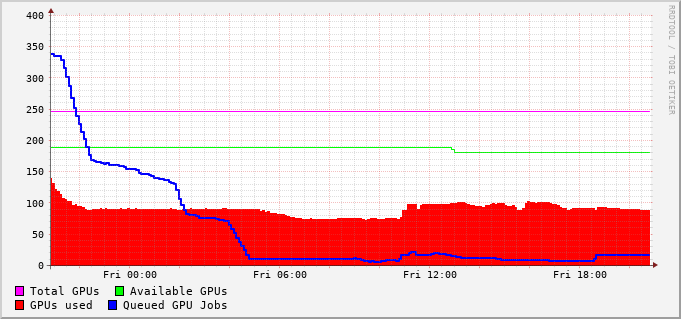 400
350
300
250
200
150
100
50
0
Fri 00:00 Fri 06:00 Fri 12:00 Fri 18:00
Total GPUs Available GPUs
GPUs used Queued GPU Jobs
RRDTOOL / TOBI OETIKER